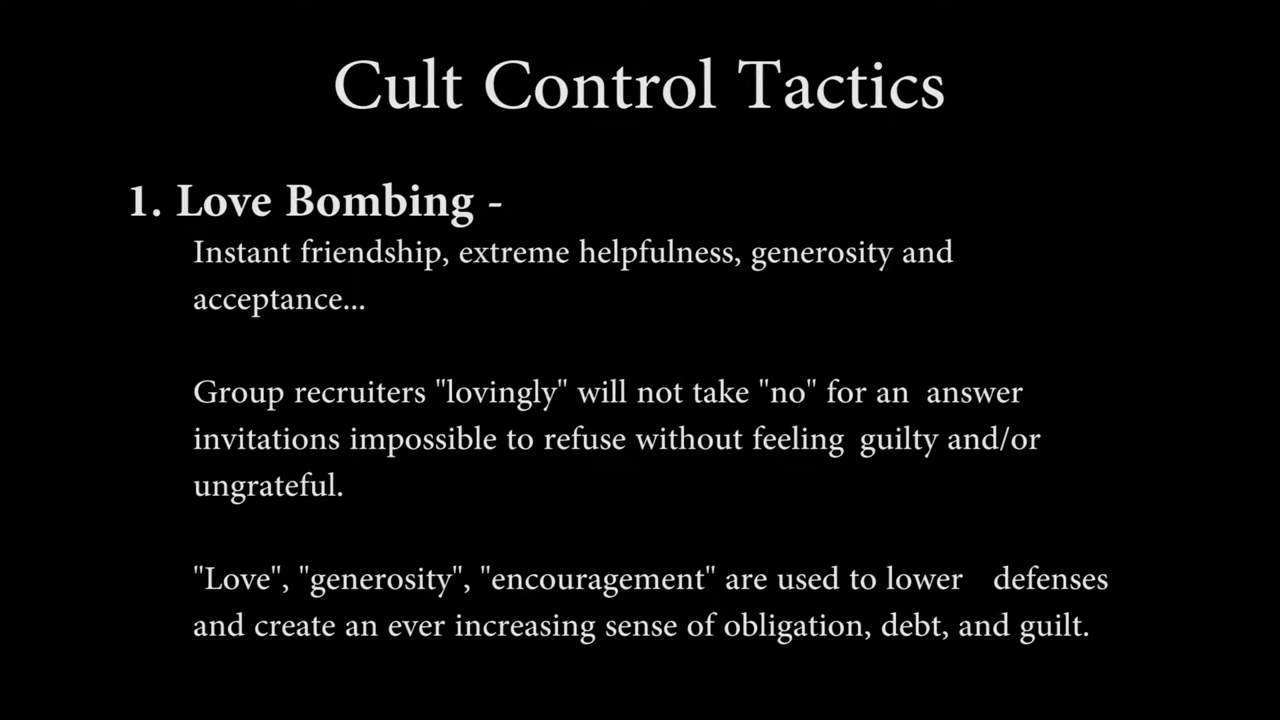 Cult Control Tactics
1. Love Bombing -
Instant friendship, extreme helpfulness, generosity and
acceptance...
Group recruiters "lovingly" will not take "no" for an answer
invitations impossible to refuse without feeling guilty and/or
ungrateful.
"Love", "generosity", "encouragement" are used to lower defenses
and create an ever increasing sense of obligation, debt, and guilt.